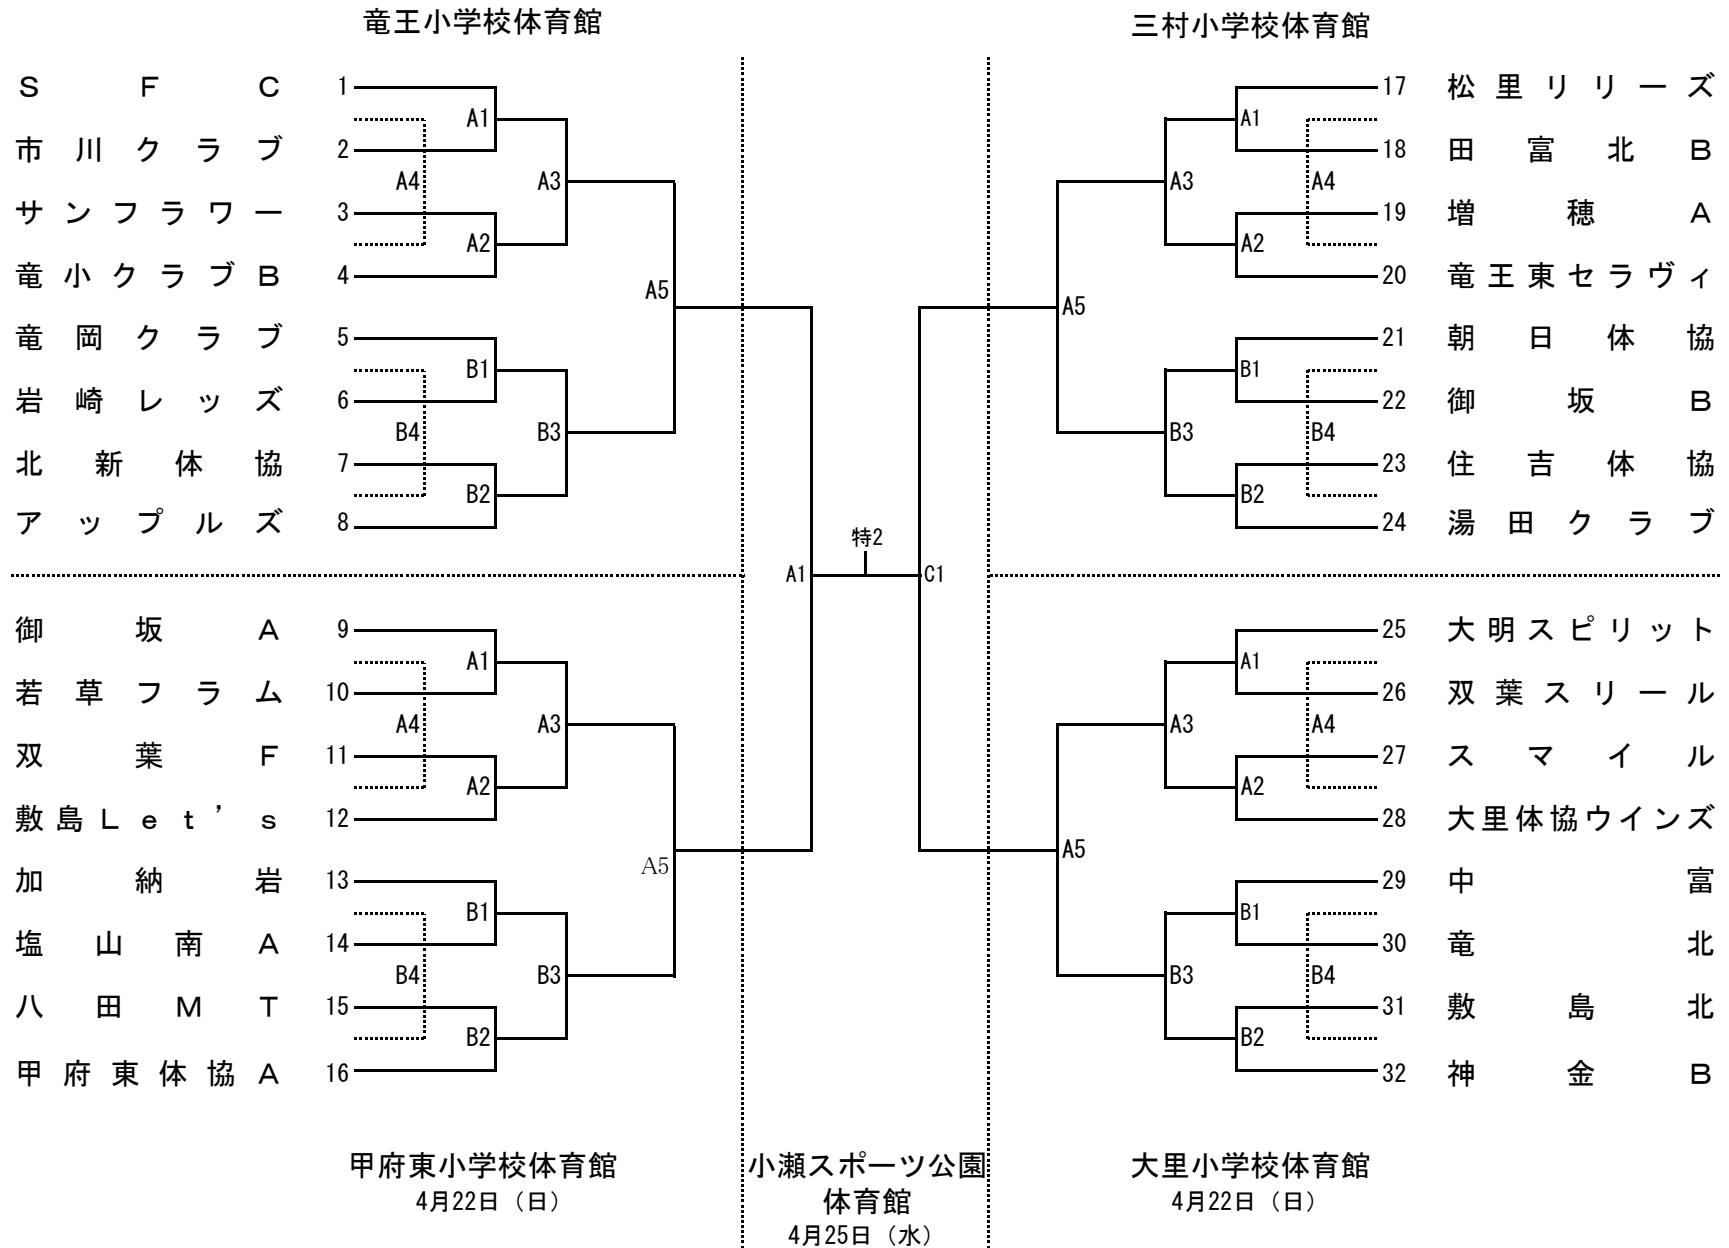 竜王小学校体育館
SFC 1
市川クラブ 2
サンフラワー 3
竜小クラブB 4
竜岡クラブ 5
岩崎レッズ 6
北新体協 7
アップルズ 8
A1
A4
A2
A3
B1
B4
B2
B3
A5
御坂A 9
若草フラム 10
双葉F 11
敷島Let’s 12
加納岩 13
塩山南A 14
八田MT 15
甲府東体協A 16
A1
A4
A2
A3
B1
B4
B2
B3
A5
甲府東小学校体育館
4月22日（日）
A1
特2
C1
小瀬スポーツ公園
体育館
4月25日（水）
三村小学校体育館
17 松里リリーズ
18 田富北B
19 増穂A
20 竜王東セラヴィ
21 朝日体協
22 御坂B
23 住吉体協
24 湯田クラブ
A1
A4
A2
A3
B1
B4
B2
B3
A5
25 大明スピリット
26 双葉スリール
27 スマイル
28 大里体協ウインズ
29 中富
30 竜北
31 敷島北
32 神金B
A1
A4
A2
A3
B1
B4
B2
B3
A5
大里小学校体育館
4月22日（日）